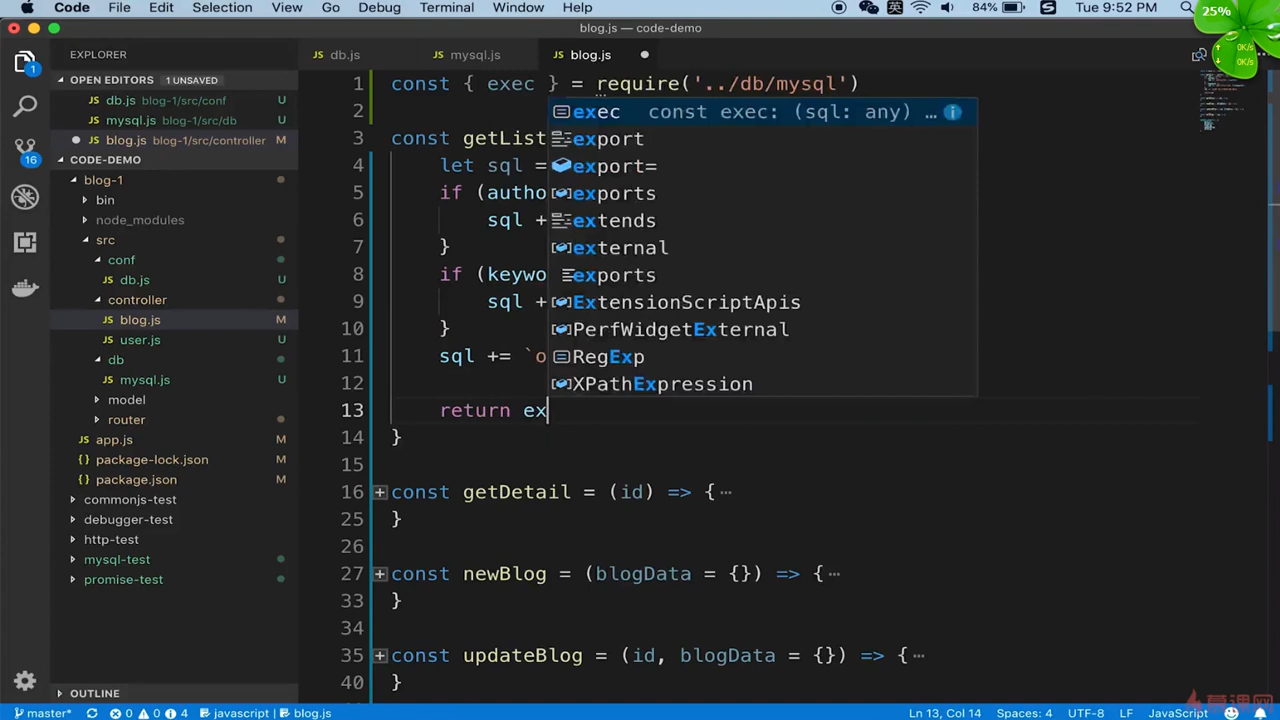 Code File Edit Selection View Go Debug Terminal Window Help 英 84% Tue 9:52 PM 25%
blog.js — code-demo
0K/s
0K/s
EXPLORER
OPEN EDITORS 1 UNSAVED
db.js blog-1/src/conf U
mysql.js blog-1/src/db U
blog.js blog-1/src/controller M
CODE-DEMO
blog-1
bin
node_modules
src
conf
db.js U
controller
blog.js M
user.js U
db
mysql.js U
model
router
app.js M
package-lock.json M
package.json M
commonjs-test
debugger-test
http-test
mysql-test
promise-test
OUTLINE
1
16
db.js mysql.js blog.js
1 const { exec } = require('../db/mysql')
2
3 const getList
4 let sql =
5 if (autho
6 sql +
7 }
8 if (keywo
9 sql +
10 }
11 sql += `o
12
13 return ex
14 }
15
16 const getDetail = (id) => {…
25 }
26
27 const newBlog = (blogData = {}) => {…
33 }
34
35 const updateBlog = (id, blogData = {}) => {…
40 }
exec const exec: (sql: any) …
export
export=
exports
extends
external
exports
ExtensionScriptApis
PerfWidgetExternal
RegExp
XPathExpression
慕课网
master* 0 0 4 javascript blog.js Ln 13, Col 14 Spaces: 4 UTF-8 LF JavaScript